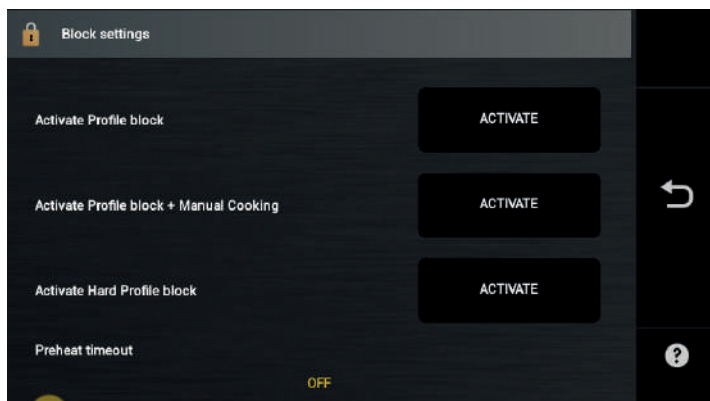 Block settings
Activate Profile block
ACTIVATE
Activate Profile block + Manual Cooking
ACTIVATE
Activate Hard Profile block
ACTIVATE
Preheat timeout
?
OFF